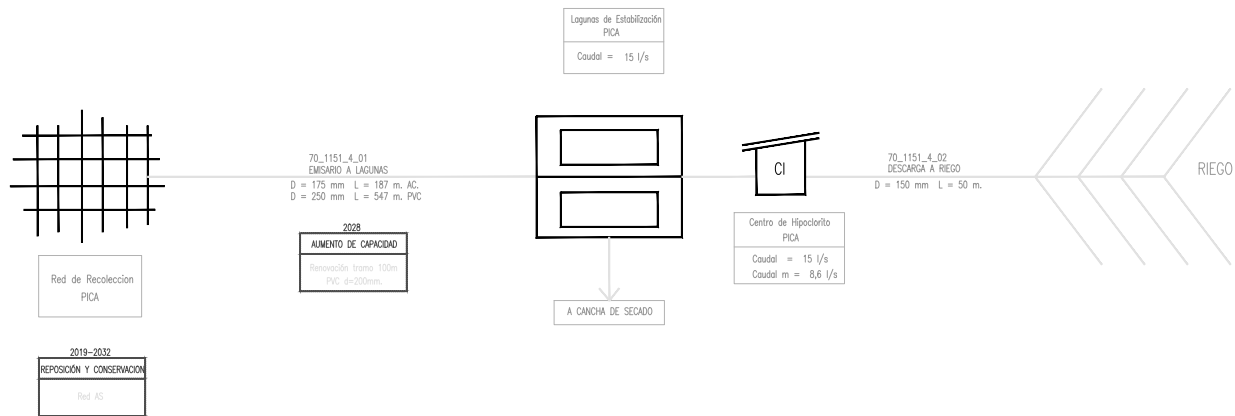 Lagunas de Estabilización
PICA
Caudal = 15 l/s
70_1151_4_01
EMISARIO A LAGUNAS
D = 175 mm L = 187 m. AC.
D = 250 mm L = 547 m. PVC
CI
70_1151_4_02
DESCARGA A RIEGO
D = 150 mm L = 50 m.
RIEGO
2028
AUMENTO DE CAPACIDAD
Renovación tramo 100m
PVC d=200mm.
Centro de Hipoclorito
PICA
Caudal = 15 l/s
Caudal m = 8,6 l/s
Red de Recoleccion
PICA
A CANCHA DE SECADO
2019-2032
REPOSICIÓN Y CONSERVACION
Red AS